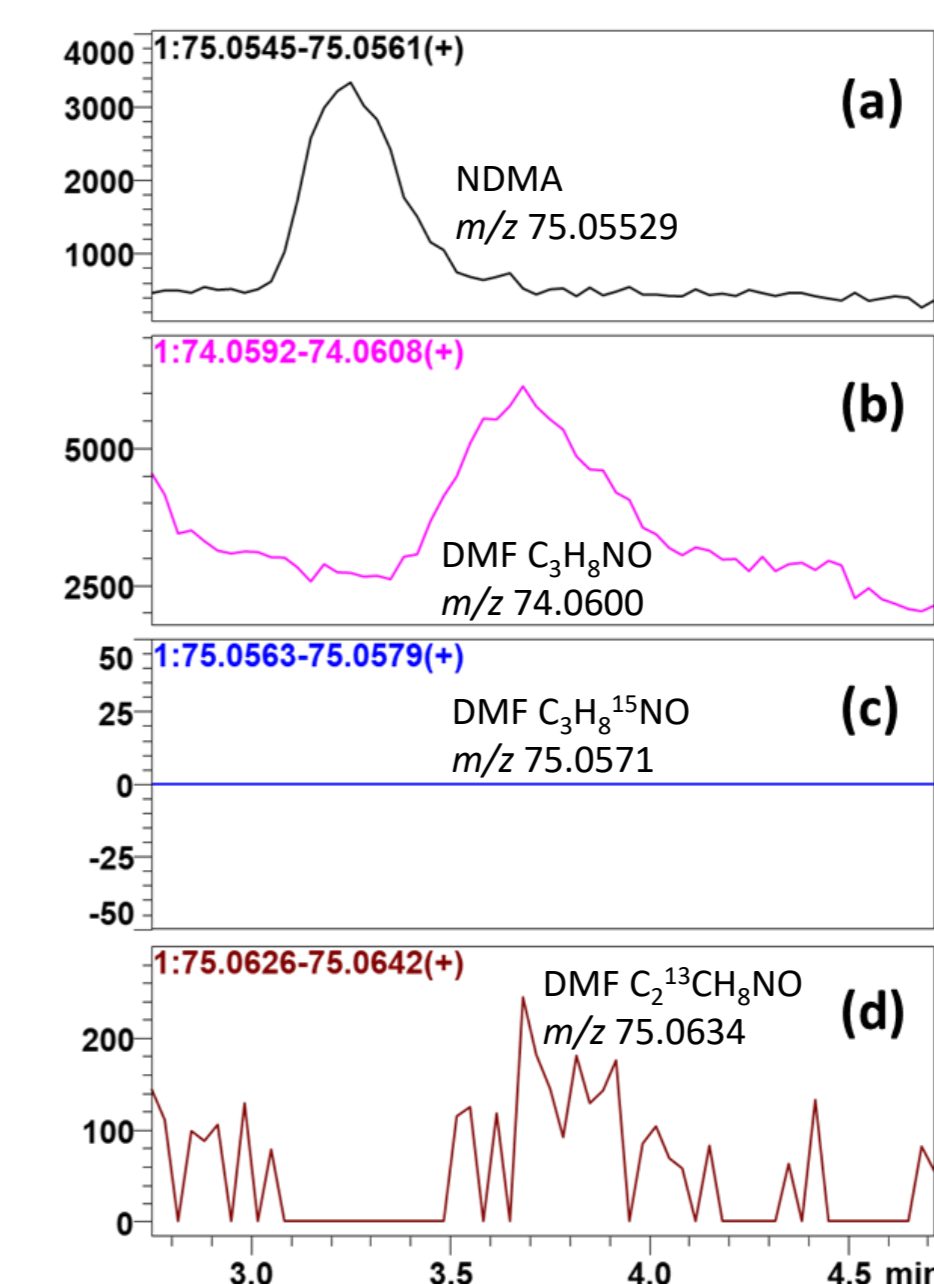 1:75.0545-75.0561(+)
(a)
4000
3000
2000
1000
NDMA
m/z 75.05529
1:74.0592-74.0608(+)
(b)
5000
2500
DMF C₃H₈NO
m/z 74.0600
1:75.0563-75.0579(+)
(c)
50
25
0
-25
-50
DMF C₃H₈¹⁵NO
m/z 75.0571
1:75.0626-75.0642(+)
(d)
200
100
0
DMF C₂¹³CH₈NO
m/z 75.0634
3.0 3.5 4.0 4.5 min